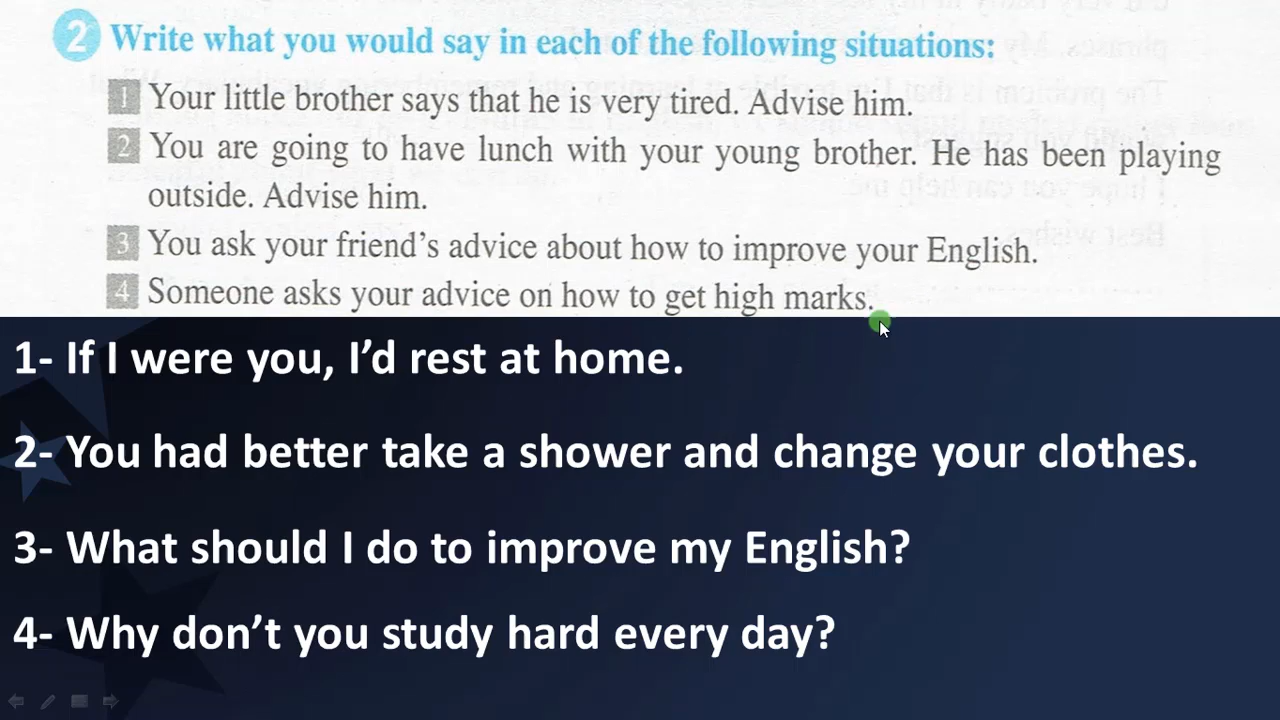 2 Write what you would say in each of the following situations:
1 Your little brother says that he is very tired. Advise him.
2 You are going to have lunch with your young brother. He has been playing
outside. Advise him.
3 You ask your friend’s advice about how to improve your English.
4 Someone asks your advice on how to get high marks.
1- If I were you, I’d rest at home.
2- You had better take a shower and change your clothes.
3- What should I do to improve my English?
4- Why don’t you study hard every day?